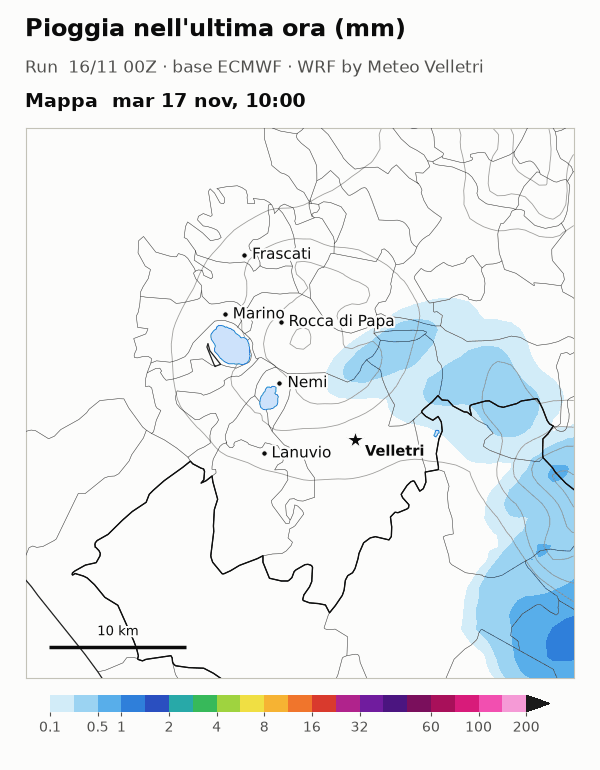 Pioggia nell'ultima ora (mm)
Run  16/11 00Z · base ECMWF · WRF by Meteo Velletri
Mappa  mar 17 nov, 10:00
Frascati
Marino
Rocca di Papa
Nemi
Velletri
Lanuvio
10 km
0.1 0.5 1 2 4 8 16 32 60 100 200